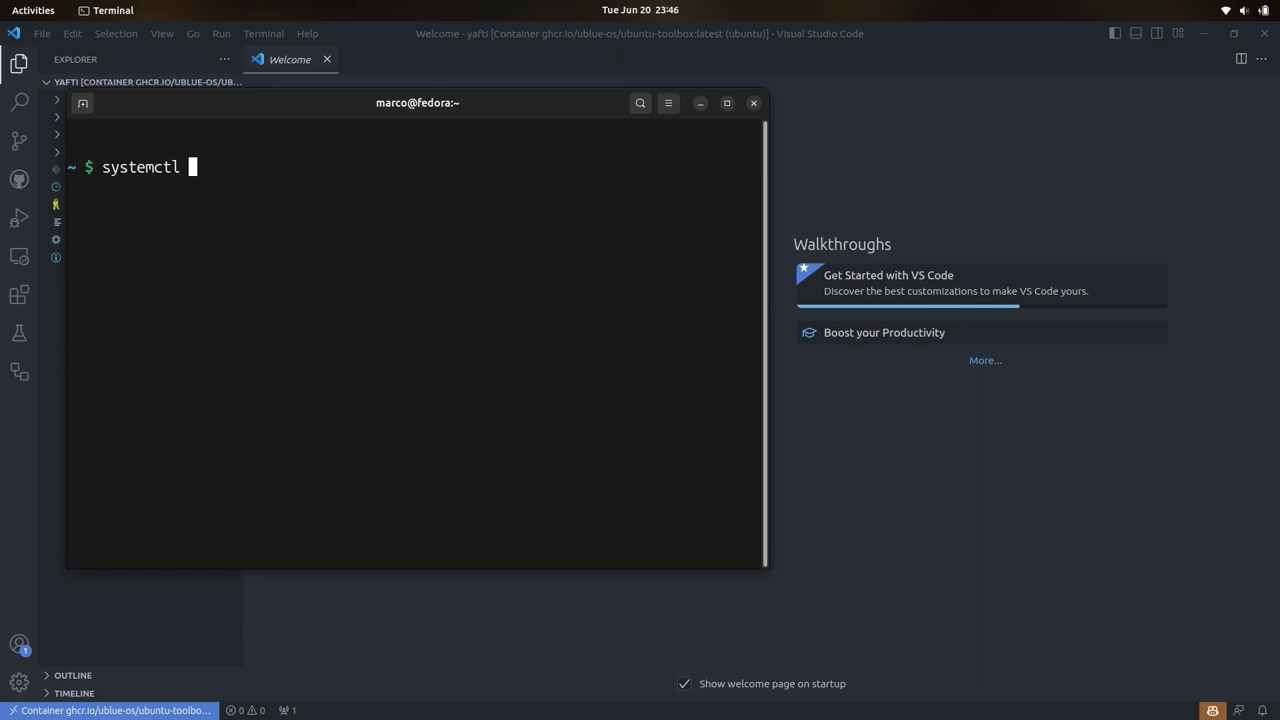 Activities
Terminal
Tue Jun 20 23:46
File Edit Selection View Go Run Terminal Help
Welcome - yafti [Container ghcr.io/ublue-os/ubuntu-toolbox:latest (ubuntu)] - Visual Studio Code
EXPLORER
Welcome
YAFTI [CONTAINER GHCR.IO/UBLUE-OS/UB...
marco@fedora:~
~ $ systemctl
Walkthroughs
Get Started with VS Code
Discover the best customizations to make VS Code yours.
Boost your Productivity
More...
1
OUTLINE
TIMELINE
Show welcome page on startup
Container ghcr.io/ublue-os/ubuntu-toolbo...
0 0
1